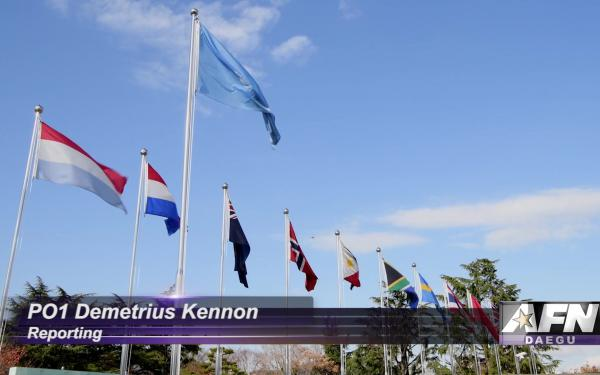 PO1 Demetrius Kennon
Reporting
AFN
DAEGU